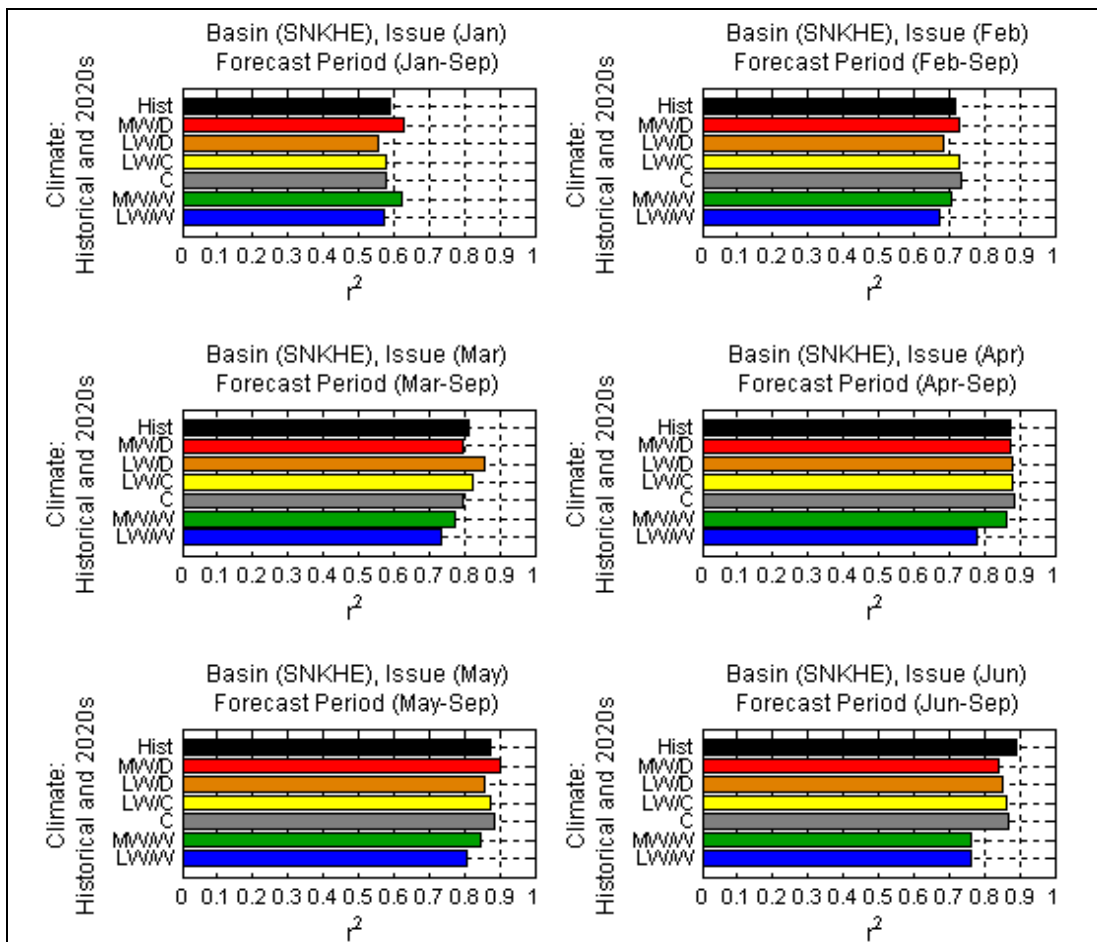 Basin (SNKHE), Issue (Jan)
Forecast Period (Jan-Sep)
Climate:
Historical and 2020s
Hist
MW/D
LW/D
LW/C
C
MW/W
LW/W
0 0.1 0.2 0.3 0.4 0.5 0.6 0.7 0.8 0.9 1
r²
Basin (SNKHE), Issue (Feb)
Forecast Period (Feb-Sep)
Climate:
Historical and 2020s
Hist
MW/D
LW/D
LW/C
C
MW/W
LW/W
0 0.1 0.2 0.3 0.4 0.5 0.6 0.7 0.8 0.9 1
r²
Basin (SNKHE), Issue (Mar)
Forecast Period (Mar-Sep)
Climate:
Historical and 2020s
Hist
MW/D
LW/D
LW/C
C
MW/W
LW/W
0 0.1 0.2 0.3 0.4 0.5 0.6 0.7 0.8 0.9 1
r²
Basin (SNKHE), Issue (Apr)
Forecast Period (Apr-Sep)
Climate:
Historical and 2020s
Hist
MW/D
LW/D
LW/C
C
MW/W
LW/W
0 0.1 0.2 0.3 0.4 0.5 0.6 0.7 0.8 0.9 1
r²
Basin (SNKHE), Issue (May)
Forecast Period (May-Sep)
Climate:
Historical and 2020s
Hist
MW/D
LW/D
LW/C
C
MW/W
LW/W
0 0.1 0.2 0.3 0.4 0.5 0.6 0.7 0.8 0.9 1
r²
Basin (SNKHE), Issue (Jun)
Forecast Period (Jun-Sep)
Climate:
Historical and 2020s
Hist
MW/D
LW/D
LW/C
C
MW/W
LW/W
0 0.1 0.2 0.3 0.4 0.5 0.6 0.7 0.8 0.9 1
r²